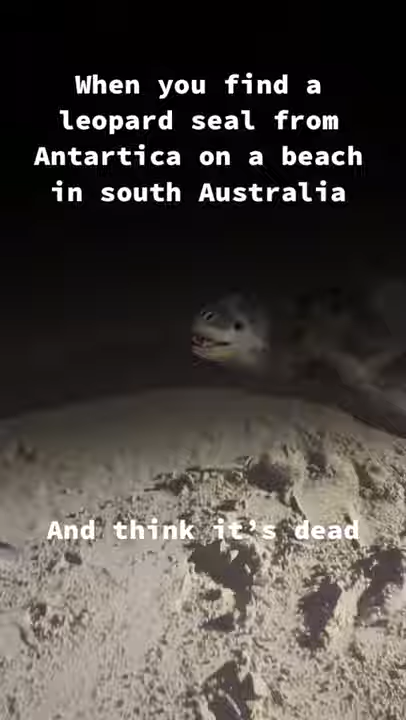 When you find a
leopard seal from
Antartica on a beach
in south Australia
And think it's dead